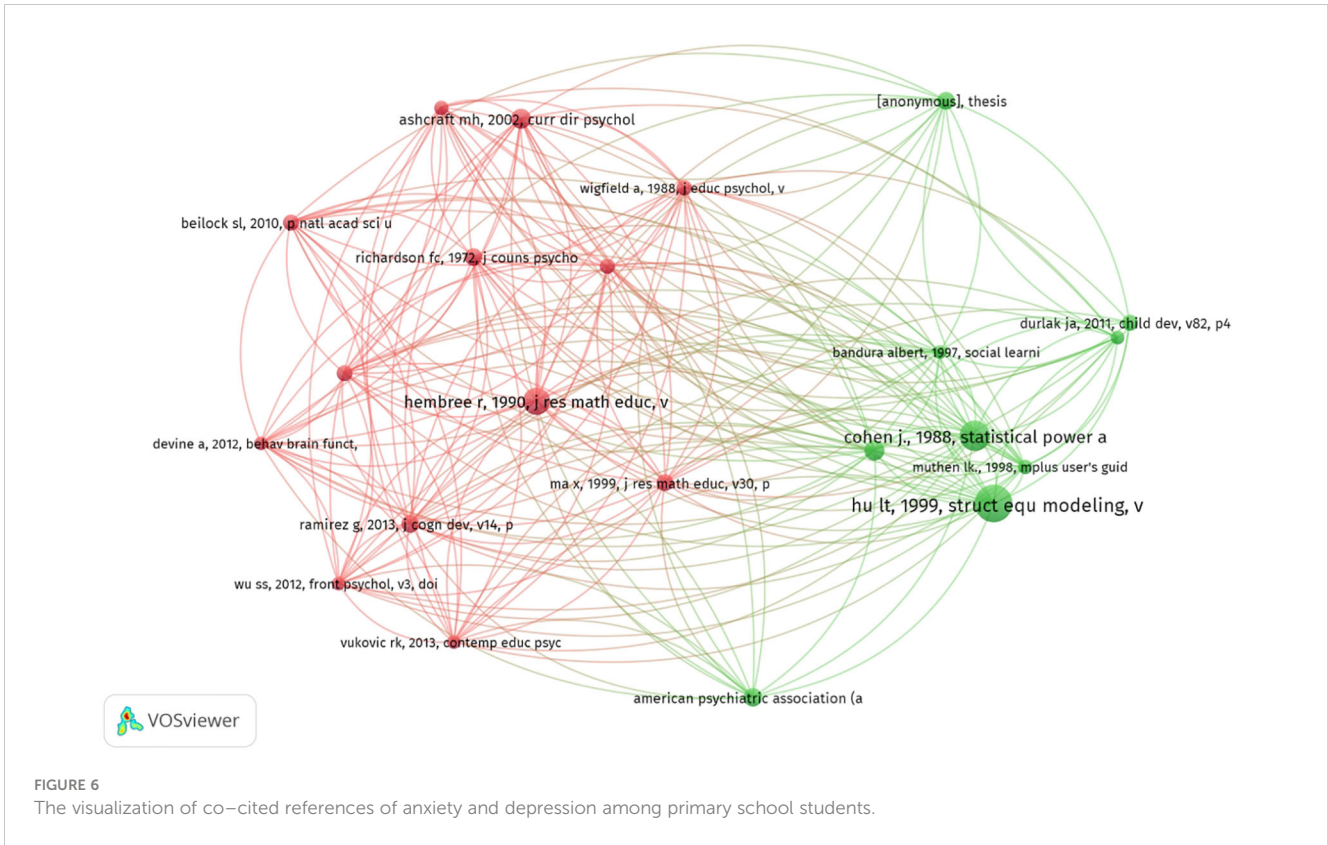 [anonymous], thesis
ashcraft mh, 2002, curr dir psychol
wigfield a, 1988, j educ psychol, v
beilock sl, 2010, p natl acad sci u
richardson fc, 1972, j couns psycho
durlak ja, 2011, child dev, v82, p4
bandura albert, 1997, social learni
hembree r, 1990, j res math educ, v
cohen j., 1988, statistical power a
devine a, 2012, behav brain funct,
muthen lk., 1998, mplus user's guid
ma x, 1999, j res math educ, v30, p
hu lt, 1999, struct equ modeling, v
ramirez g, 2013, j cogn dev, v14, p
wu ss, 2012, front psychol, v3, doi
vukovic rk, 2013, contemp educ psyc
american psychiatric association (a
VOSviewer
FIGURE 6
The visualization of co–cited references of anxiety and depression among primary school students.